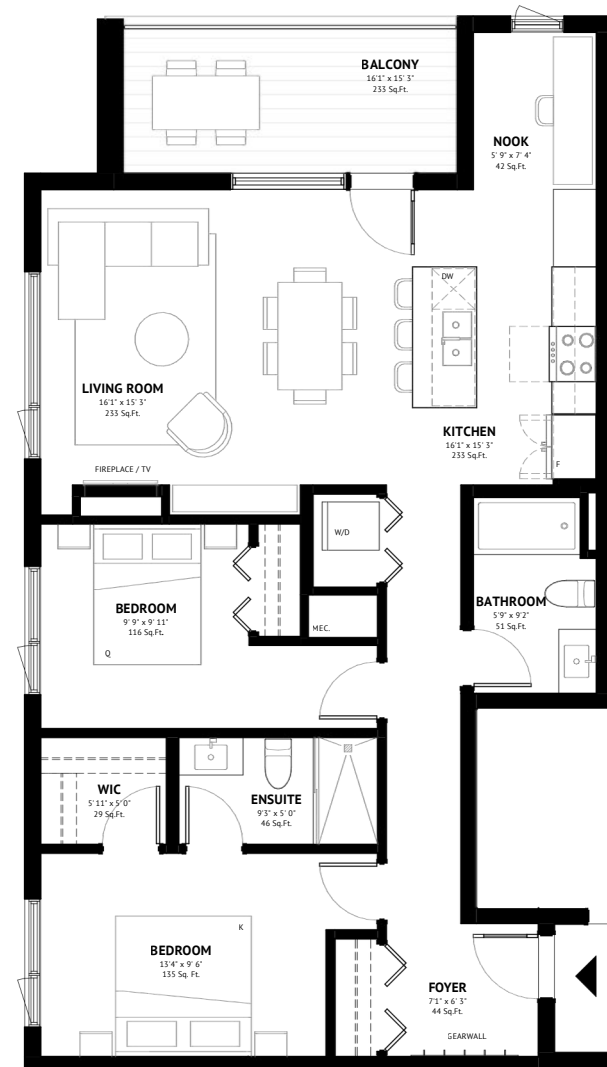 BALCONY
16'1" x 15' 3"
233 Sq.Ft.
NOOK
5' 9" x 7' 4"
42 Sq.Ft.
DW
LIVING ROOM
16'1" x 15' 3"
233 Sq.Ft.
KITCHEN
16'1" x 15' 3"
233 Sq.Ft.
F
FIREPLACE / TV
W/D
BEDROOM
9' 9" x 9' 11"
116 Sq.Ft.
Q
MEC.
BATHROOM
5'9" x 9'2"
51 Sq.Ft.
WIC
5' 11" x 5' 0"
29 Sq.Ft.
ENSUITE
9'3" x 5' 0"
46 Sq.Ft.
K
BEDROOM
13'4" x 9' 6"
135 Sq. Ft.
FOYER
7'1" x 6' 3"
44 Sq.Ft.
GEARWALL